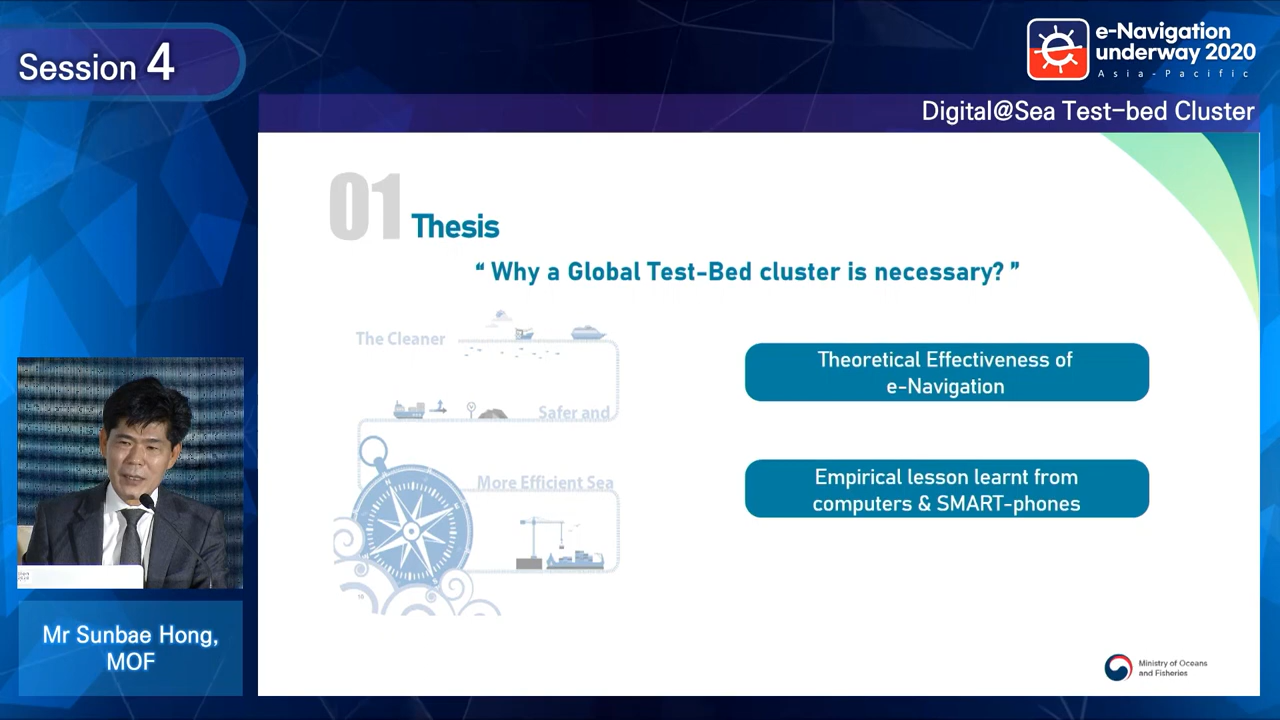 Session 4
e-Navigation
underway 2020
Asia-Pacific
Digital@Sea Test-bed Cluster
01 Thesis
“ Why a Global Test-Bed cluster is necessary? ”
The Cleaner
Safer and
More Efficient Sea
Theoretical Effectiveness of
e-Navigation
Empirical lesson learnt from
computers & SMART-phones
Mr Sunbae Hong,
MOF
Ministry of Oceans
and Fisheries